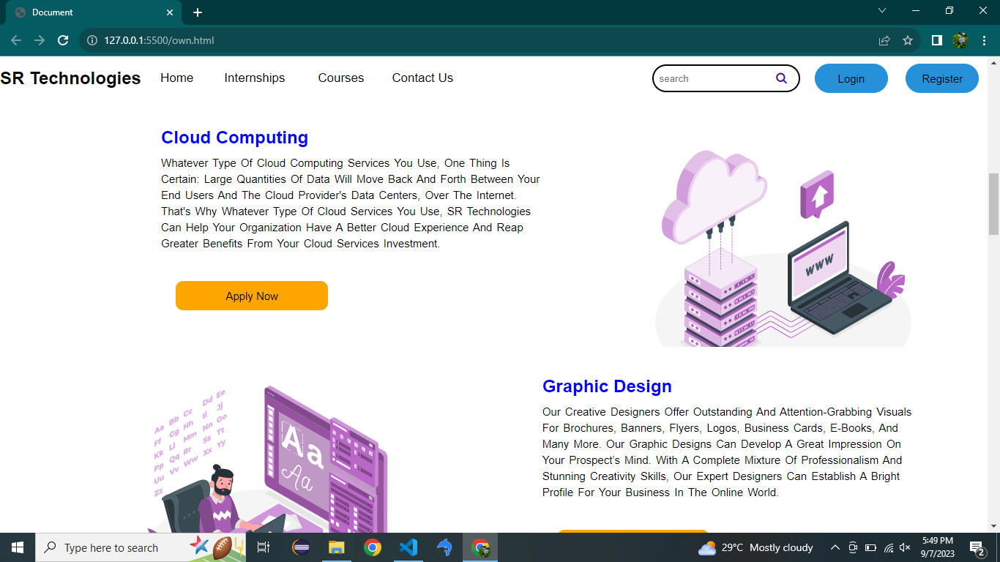 Document
127.0.0.1:5500/own.html
SR Technologies Home Internships Courses Contact Us search Login Register
Cloud Computing
Whatever Type Of Cloud Computing Services You Use, One Thing Is
Certain: Large Quantities Of Data Will Move Back And Forth Between Your
End Users And The Cloud Provider's Data Centers, Over The Internet.
That's Why Whatever Type Of Cloud Services You Use, SR Technologies
Can Help Your Organization Have A Better Cloud Experience And Reap
Greater Benefits From Your Cloud Services Investment.
Apply Now
WWW
Graphic Design
Our Creative Designers Offer Outstanding And Attention-Grabbing Visuals
For Brochures, Banners, Flyers, Logos, Business Cards, E-Books, And
Many More. Our Graphic Designs Can Develop A Great Impression On
Your Prospect’s Mind. With A Complete Mixture Of Professionalism And
Stunning Creativity Skills, Our Expert Designers Can Establish A Bright
Profile For Your Business In The Online World.
Aa Bb Cc Dd Ee
Ff Gg Hh Ii Jj
Kk Ll Mm Nn Oo
Pp Qq Rr Ss Tt
Uu Vv Ww Xx Yy
Zz
Aa
Aa
Type here to search
29°C Mostly cloudy
5:49 PM
9/7/2023
2